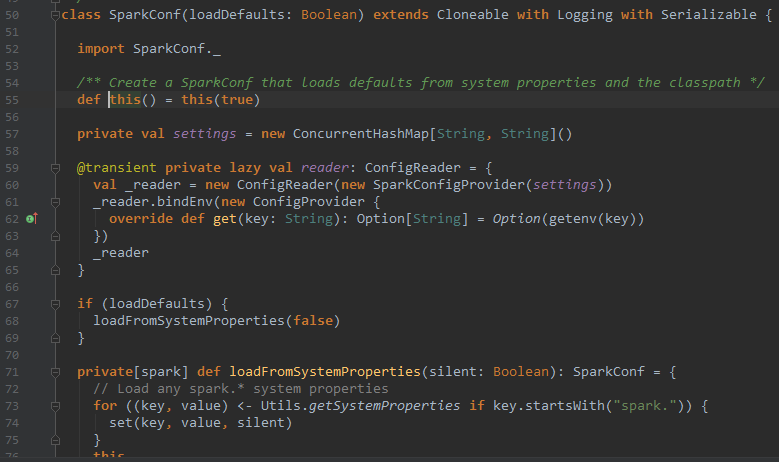 50 class SparkConf(loadDefaults: Boolean) extends Cloneable with Logging with Serializable {
51
52 import SparkConf._
53
54 /** Create a SparkConf that loads defaults from system properties and the classpath */
55 def this() = this(true)
56
57 private val settings = new ConcurrentHashMap[String, String]()
58
59 @transient private lazy val reader: ConfigReader = {
60 val _reader = new ConfigReader(new SparkConfigProvider(settings))
61 _reader.bindEnv(new ConfigProvider {
62 override def get(key: String): Option[String] = Option(getenv(key))
63 })
64 _reader
65 }
66
67 if (loadDefaults) {
68 loadFromSystemProperties(false)
69 }
70
71 private[spark] def loadFromSystemProperties(silent: Boolean): SparkConf = {
72 // Load any spark.* system properties
73 for ((key, value) <- Utils.getSystemProperties if key.startsWith("spark.")) {
74 set(key, value, silent)
75 }
76 this